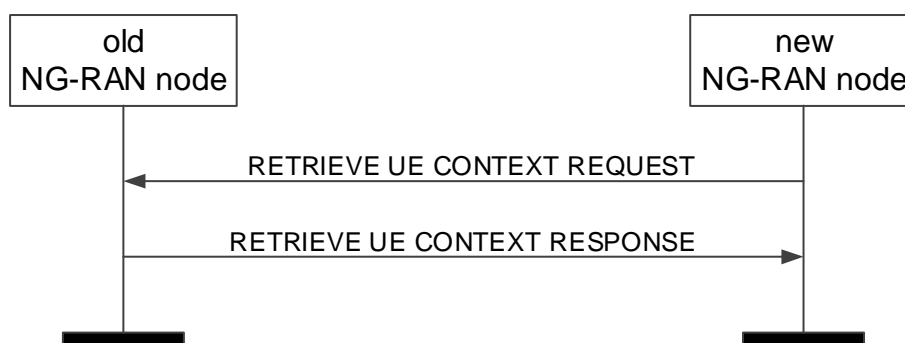 old
NG-RAN node
new
NG-RAN node
RETRIEVE UE CONTEXT REQUEST
RETRIEVE UE CONTEXT RESPONSE